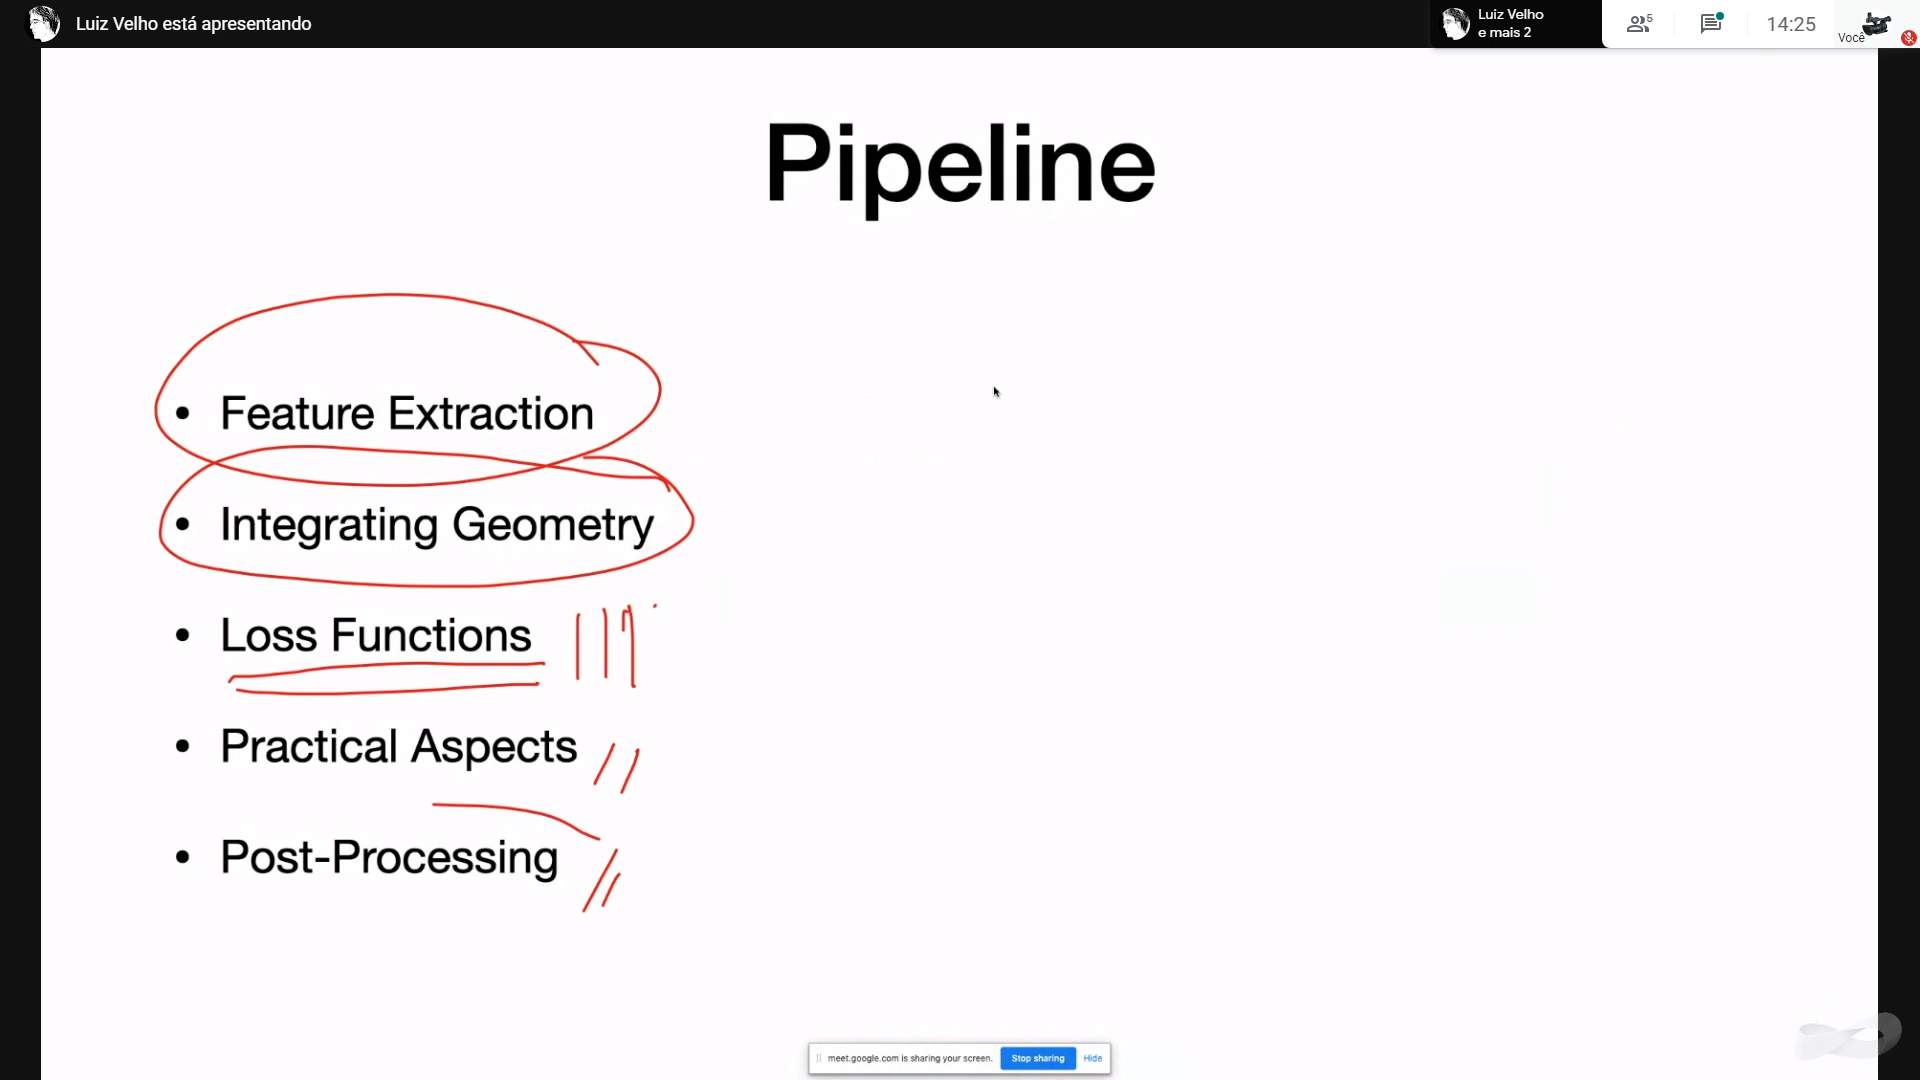 Luiz Velho está apresentando
Luiz Velho
e mais 2
5
14:25
Você
Pipeline
• Feature Extraction
• Integrating Geometry
• Loss Functions
• Practical Aspects
• Post-Processing
meet.google.com is sharing your screen. Stop sharing Hide